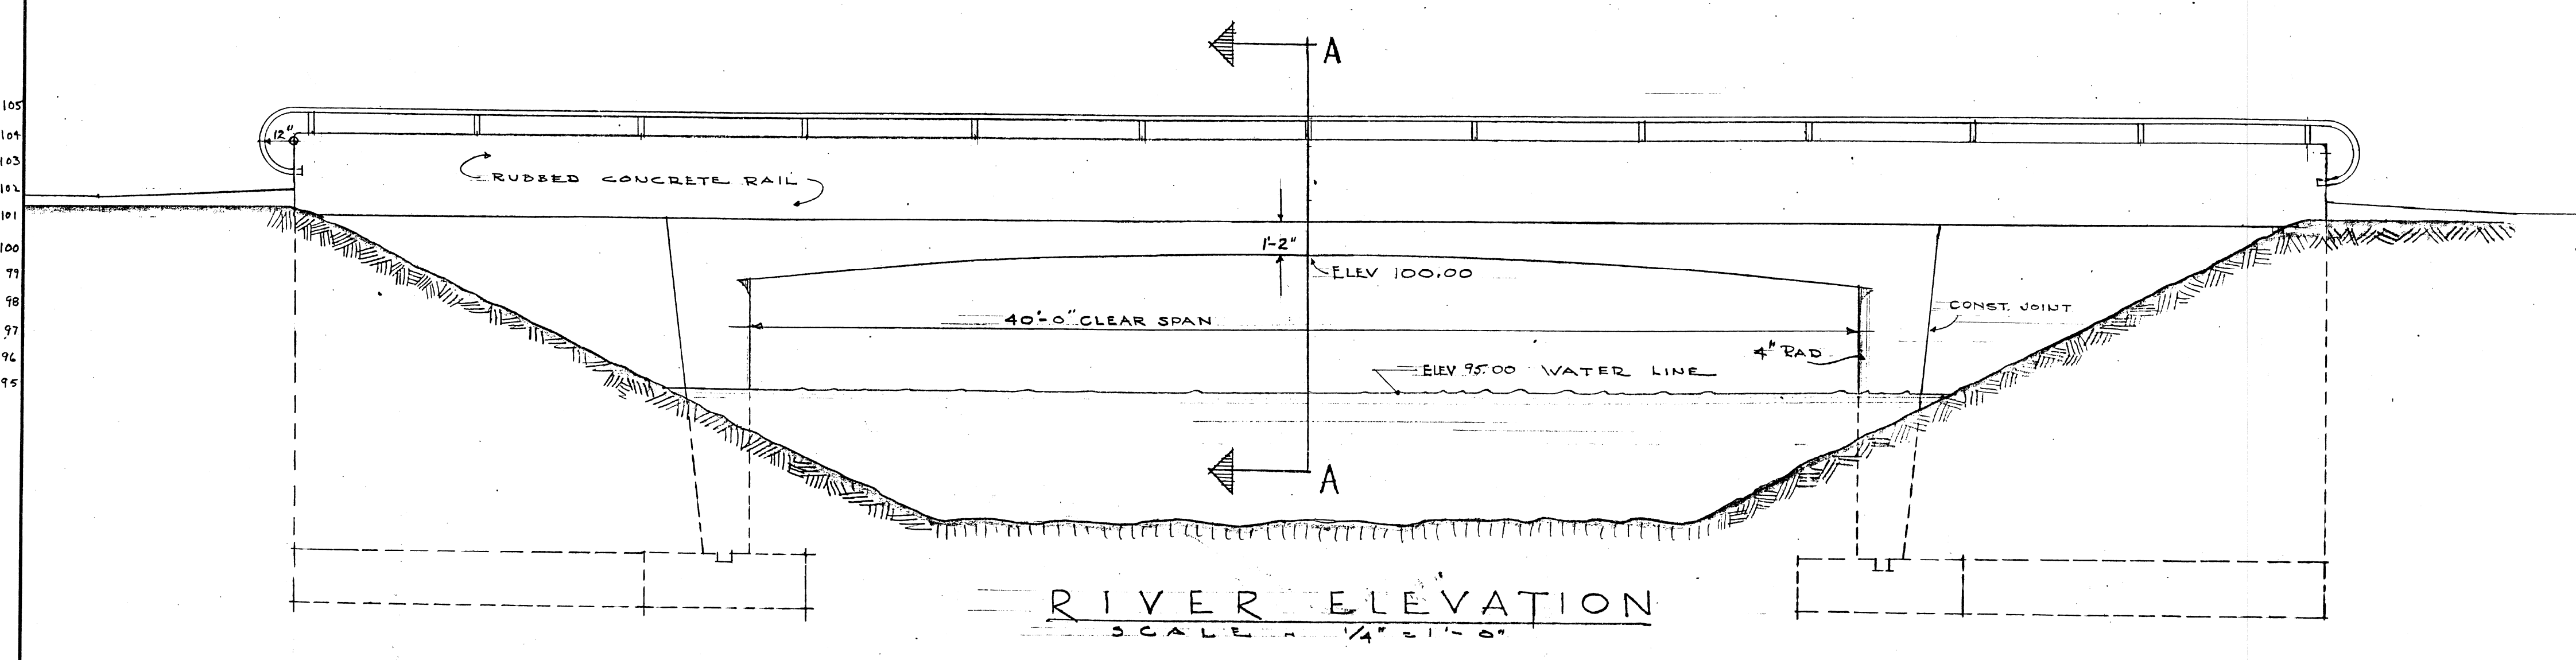 A
105
104
12"
103
RUBBED CONCRETE RAIL
102
101
100
1'-2"
99
ELEV 100.00
98
CONST. JOINT
40'-0" CLEAR SPAN
97
4" RAD
96
ELEV 95.00 WATER LINE
95
A
RIVER ELEVATION
SCALE - 1/4" = 1'-0"